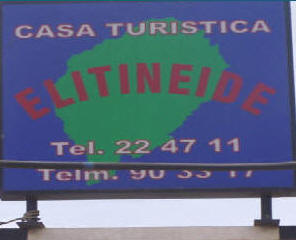 CASA TURISTICA
ELITINEIDE
Tel. 22 47 11
Telm. 90 33 17